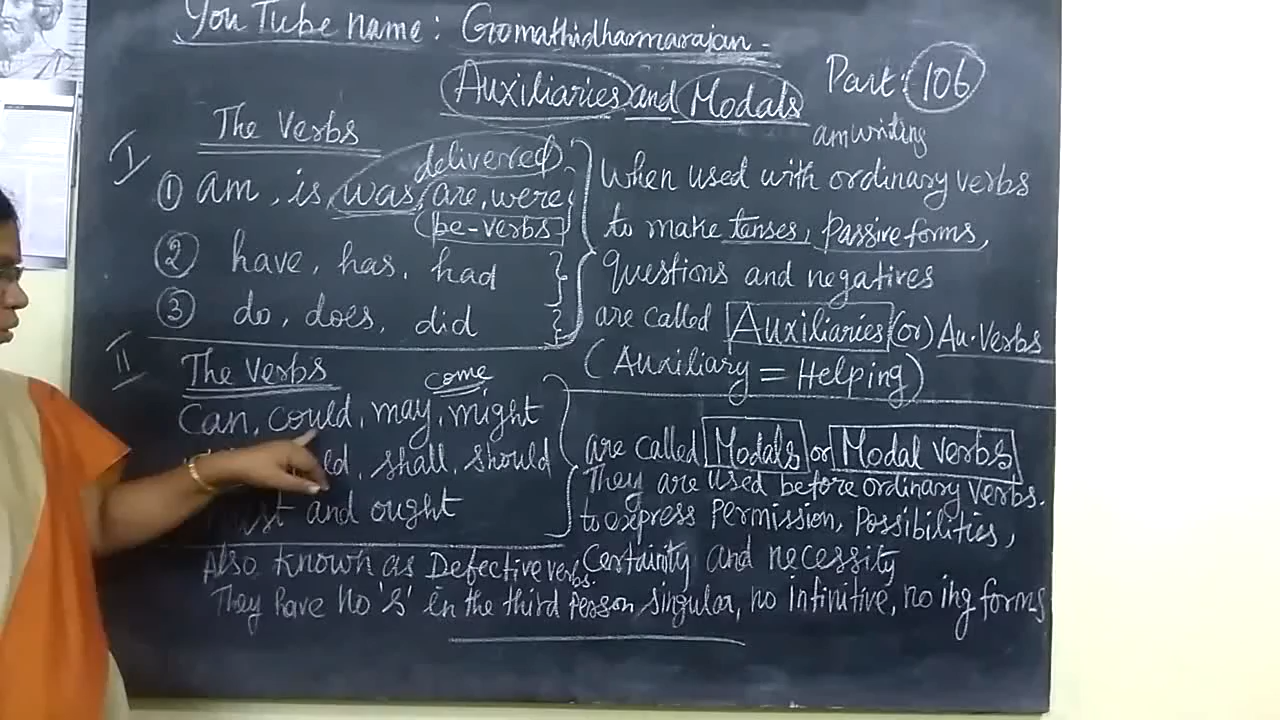 YouTube name: Gomathidharmarajan
Auxiliaries and Modals
Part: 106
am writing
I
The Verbs
delivered
① am, is, was, are, were
(be-verbs)
② have, has, had
③ do, does, did
When used with ordinary verbs
to make tenses, passive forms,
Questions and negatives
are called Auxiliaries (or) Au. Verbs
(Auxiliary = Helping)
II
The Verbs
come
Can, could, may, might
shall, should
and ought
are called Modals or Modal verbs
They are used before ordinary verbs.
to express permission, possibilities,
Certainity and necessity
Also known as Defective verbs.
They have no 's' in the third person singular, no infinitive, no ing forms